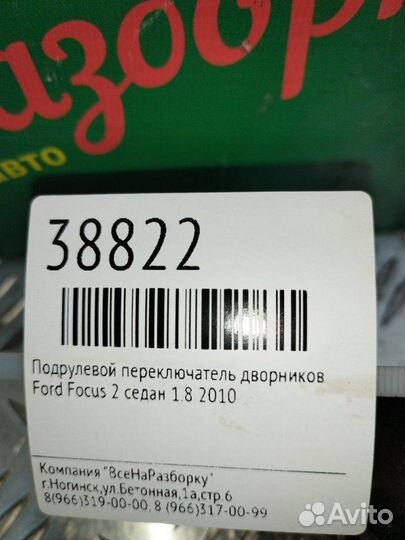 азбор
АВТО
38822
Подрулевой переключатель дворников
Ford Focus 2 седан 1.8 2010
Компания "ВсеНаРазборку"
г.Ногинск,ул.Бетонная,1а,стр.6
8(966)319-00-00, 8 (966)317-00-99
Avito